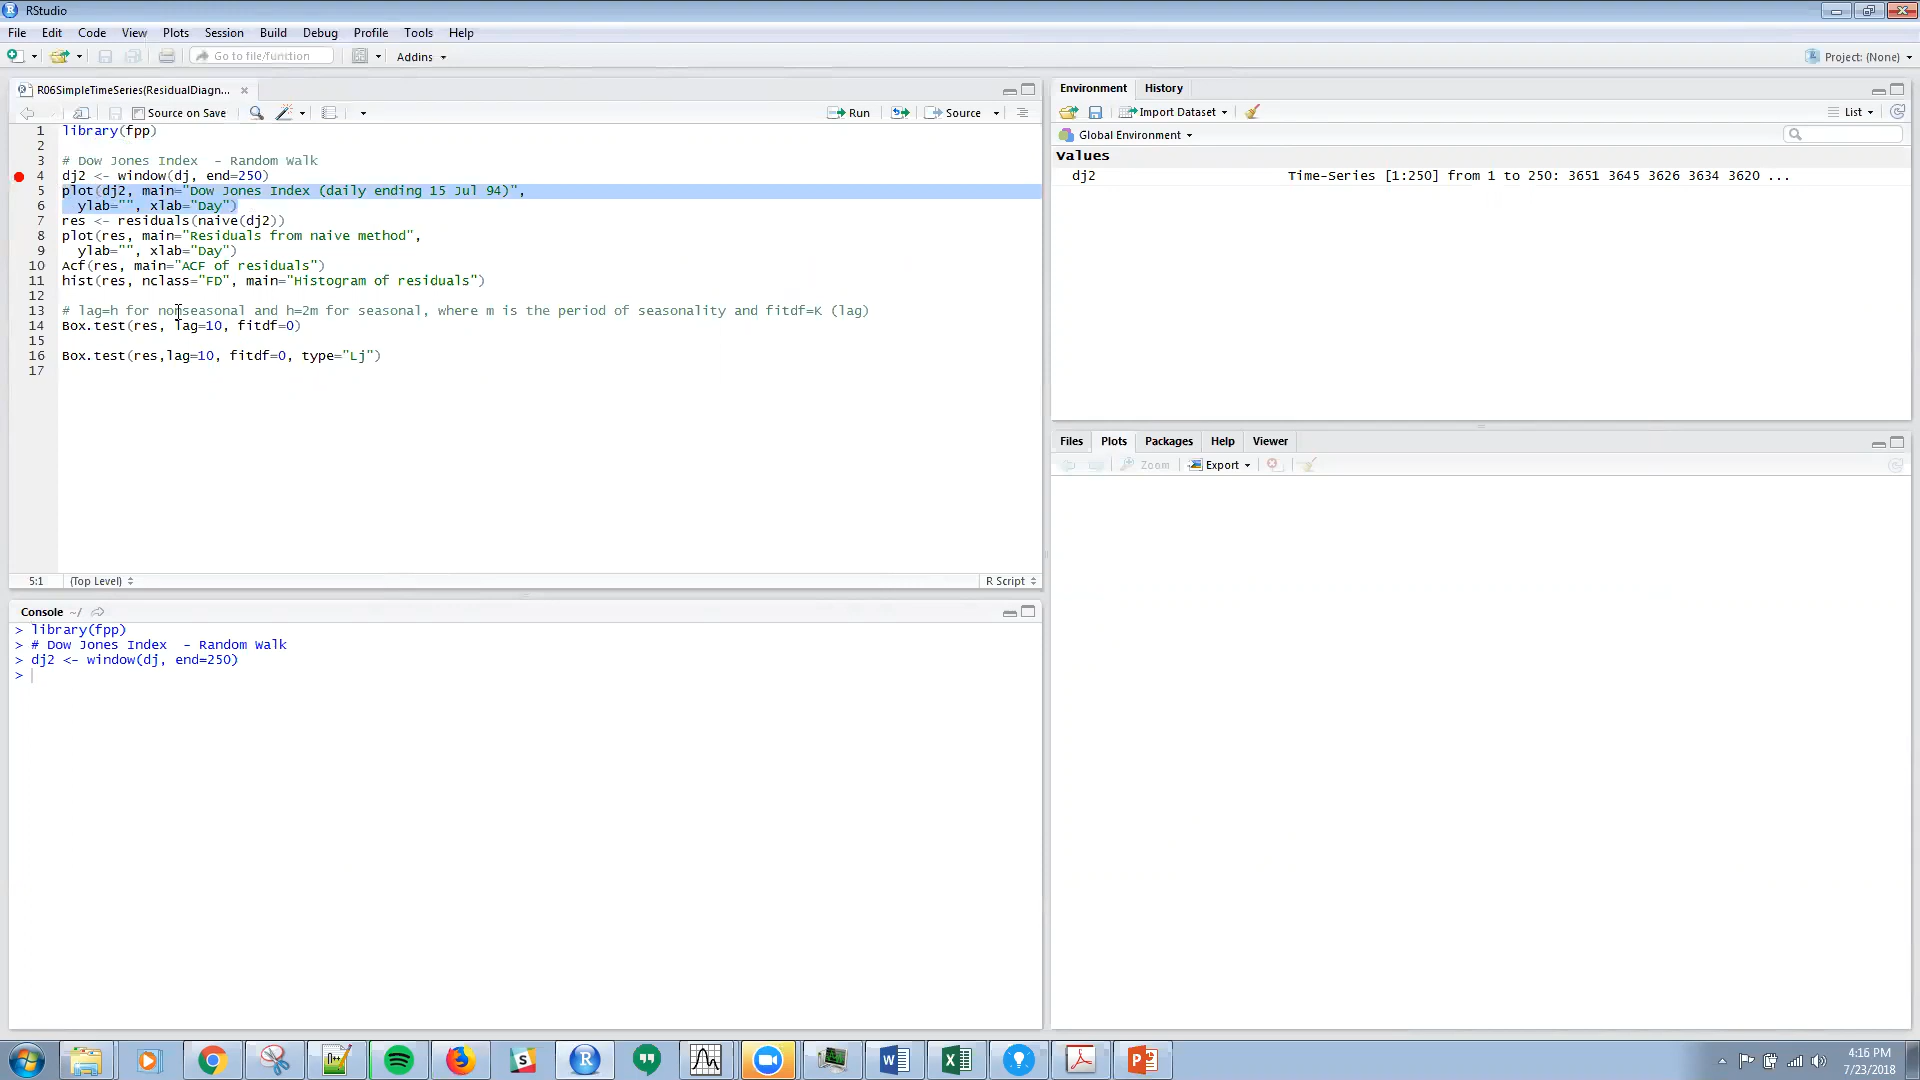 RStudio
File Edit Code View Plots Session Build Debug Profile Tools Help
Go to file/function Addins Project: (None)
R06SimpleTimeSeries(ResidualDiagn...
Source on Save Run Source
1 library(fpp)
2
3 # Dow Jones Index  - Random Walk
4 dj2 <- window(dj, end=250)
5 plot(dj2, main="Dow Jones Index (daily ending 15 Jul 94)",
6   ylab="", xlab="Day")
7 res <- residuals(naive(dj2))
8 plot(res, main="Residuals from naive method",
9   ylab="", xlab="Day")
10 Acf(res, main="ACF of residuals")
11 hist(res, nclass="FD", main="Histogram of residuals")
12
13 # lag=h for nonseasonal and h=2m for seasonal, where m is the period of seasonality and fitdf=K (lag)
14 Box.test(res, lag=10, fitdf=0)
15
16 Box.test(res,lag=10, fitdf=0, type="Lj")
17
5:1 (Top Level) R Script
Console ~/
> library(fpp)
> # Dow Jones Index  - Random Walk
> dj2 <- window(dj, end=250)
>
Environment History
Import Dataset List
Global Environment
Values
dj2 Time-Series [1:250] from 1 to 250: 3651 3645 3626 3634 3620 ...
Files Plots Packages Help Viewer
Zoom Export
4:16 PM
7/23/2018